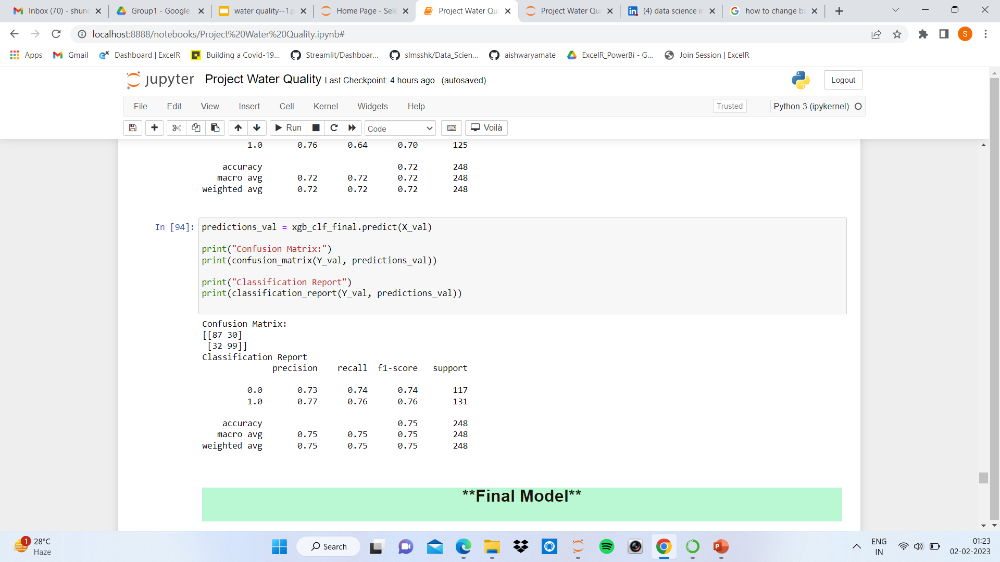 Inbox (70) - shun
Group1 - Google
water quality--1.p
Home Page - Sele
Project Water Qu
Project Water Qu
(4) data science in
how to change ba
localhost:8888/notebooks/Project%20Water%20Quality.ipynb#
S
Apps
Gmail
Dashboard | ExcelR
Building a Covid-19...
Streamlit/Dashboar...
slmsshk/Data_Scien...
aishwaryamate
ExcelR_PowerBi - G...
Join Session | ExcelR
jupyter Project Water Quality Last Checkpoint: 4 hours ago (autosaved)
Logout
File Edit View Insert Cell Kernel Widgets Help
Trusted
Python 3 (ipykernel)
Run
Code
Voilà
1.0 0.76 0.64 0.70 125
accuracy 0.72 248
macro avg 0.72 0.72 0.72 248
weighted avg 0.72 0.72 0.72 248
In [94]: predictions_val = xgb_clf_final.predict(X_val)
print("Confusion Matrix:")
print(confusion_matrix(Y_val, predictions_val))
print("Classification Report")
print(classification_report(Y_val, predictions_val))
Confusion Matrix:
[[87 30]
[32 99]]
Classification Report
precision recall f1-score support
0.0 0.73 0.74 0.74 117
1.0 0.77 0.76 0.76 131
accuracy 0.75 248
macro avg 0.75 0.75 0.75 248
weighted avg 0.75 0.75 0.75 248
**Final Model**
1
28°C
Haze
Search
ENG
IN
01:23
02-02-2023